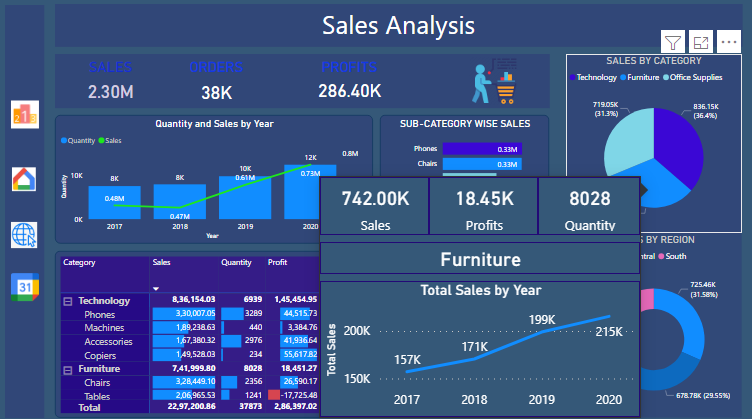 Sales Analysis
SALES
2.30M
ORDERS
38K
PROFITS
286.40K
SALES BY CATEGORY
Technology Furniture Office Supplies
719.05K
(31.3%)
836.15K
(36.4%)
Quantity and Sales by Year
Quantity Sales
Quantity
10K
0K
8K
8K
10K
12K
0.8M
0.48M
0.47M
0.61M
0.73M
2017
2018
2019
2020
Year
SUB-CATEGORY WISE SALES
Phones
0.33M
Chairs
0.33M
742.00K
Sales
18.45K
Profits
8028
Quantity
Furniture
Total Sales by Year
Total Sales
200K
150K
157K
171K
199K
215K
2017
2018
2019
2020
S BY REGION
ntral South
725.46K
(31.58%)
678.78K (29.55%)
Category Sales Quantity Profit
Technology 8,36,154.03 6939 1,45,454.95
Phones 3,30,007.05 3289 44,515.73
Machines 1,89,238.63 440 3,384.76
Accessories 1,67,380.32 2976 41,936.64
Copiers 1,49,528.03 234 55,617.82
Furniture 7,41,999.80 8028 18,451.27
Chairs 3,28,449.10 2356 26,590.17
Tables 2,06,965.53 1241 -17,725.48
Total 22,97,200.86 37873 2,86,397.02
31